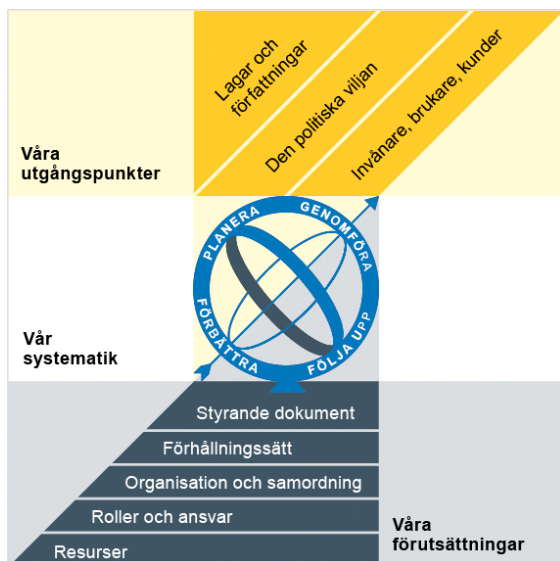 Lagar och
författningar
Den politiska viljan
Invånare, brukare, kunder
Våra
utgångspunkter
PLANERA
GENOMFÖRA
FÖRBÄTTRA
FÖLJA UPP
Vår
systematik
Styrande dokument
Förhållningssätt
Organisation och samordning
Roller och ansvar
Resurser
Våra
förutsättningar